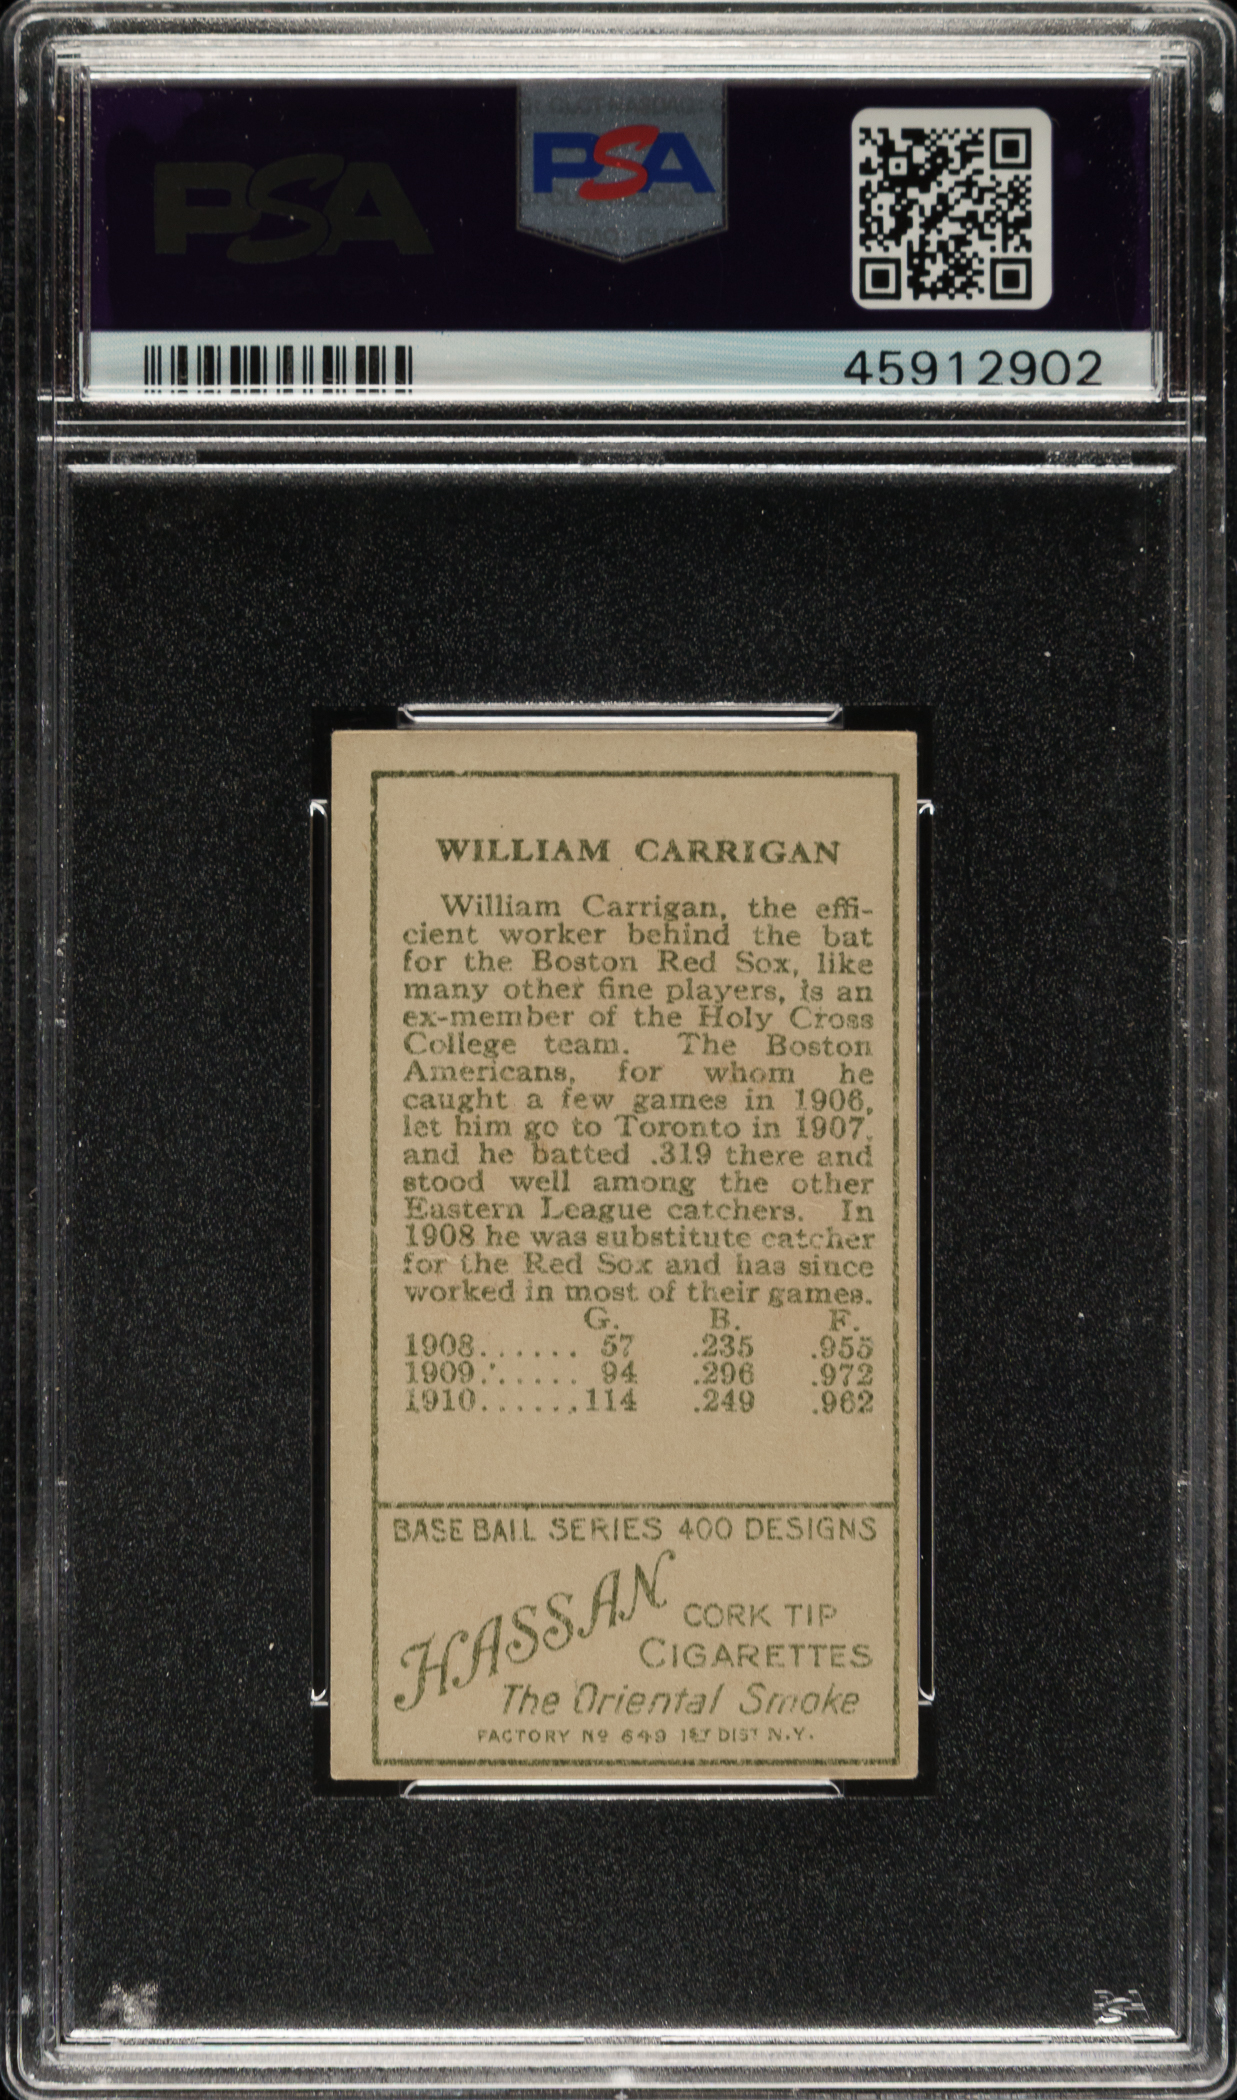 PSA
PSA
45912902
WILLIAM CARRIGAN
William Carrigan, the effi-
cient worker behind the bat
for the Boston Red Sox, like
many other fine players, is an
ex-member of the Holy Cross
College team. The Boston
Americans, for whom he
caught a few games in 1906,
let him go to Toronto in 1907,
and he batted .319 there and
stood well among the other
Eastern League catchers. In
1908 he was substitute catcher
for the Red Sox and has since
worked in most of their games.
G. B. F.
1908...... 57 .235 .955
1909...... 94 .296 .972
1910......114 .249 .962
BASE BALL SERIES 400 DESIGNS
HASSAN
CORK TIP
CIGARETTES
The Oriental Smoke
FACTORY Nº 649 1ST DIST N.Y.
PSA